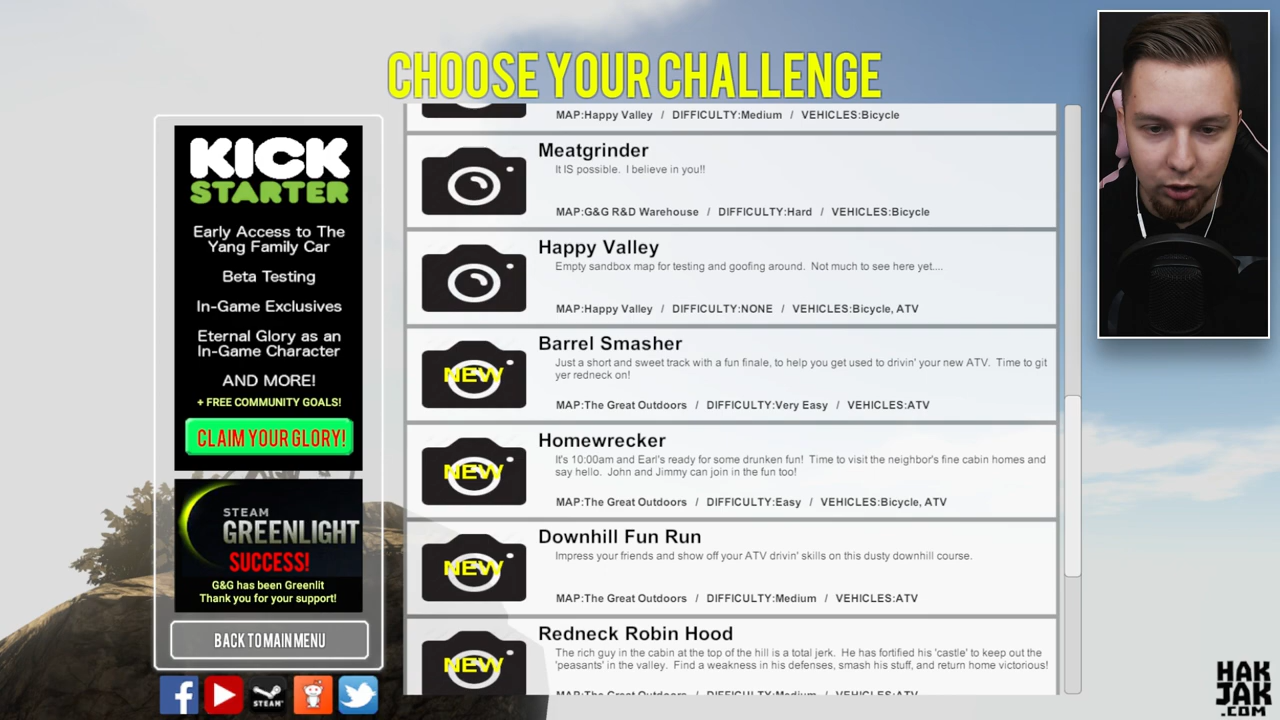 CHOOSE YOUR CHALLENGE
KICK
STARTER
Early Access to The
Yang Family Car
Beta Testing
In-Game Exclusives
Eternal Glory as an
In-Game Character
AND MORE!
+ FREE COMMUNITY GOALS!
CLAIM YOUR GLORY!
STEAM
GREENLIGHT
SUCCESS!
G&G has been Greenlit
Thank you for your support!
BACK TO MAIN MENU
STEAM
MAP:Happy Valley / DIFFICULTY:Medium / VEHICLES:Bicycle
Meatgrinder
It IS possible. I believe in you!!
MAP:G&G R&D Warehouse / DIFFICULTY:Hard / VEHICLES:Bicycle
Happy Valley
Empty sandbox map for testing and goofing around. Not much to see here yet....
MAP:Happy Valley / DIFFICULTY:NONE / VEHICLES:Bicycle, ATV
NEW
Barrel Smasher
Just a short and sweet track with a fun finale, to help you get used to drivin' your new ATV. Time to git
yer redneck on!
MAP:The Great Outdoors / DIFFICULTY:Very Easy / VEHICLES:ATV
NEW
Homewrecker
It's 10:00am and Earl's ready for some drunken fun! Time to visit the neighbor's fine cabin homes and
say hello. John and Jimmy can join in the fun too!
MAP:The Great Outdoors / DIFFICULTY:Easy / VEHICLES:Bicycle, ATV
NEW
Downhill Fun Run
Impress your friends and show off your ATV drivin' skills on this dusty downhill course.
MAP:The Great Outdoors / DIFFICULTY:Medium / VEHICLES:ATV
NEW
Redneck Robin Hood
The rich guy in the cabin at the top of the hill is a total jerk. He has fortified his 'castle' to keep out the
'peasants' in the valley. Find a weakness in his defenses, smash his stuff, and return home victorious!
MAP:The Great Outdoors / DIFFICULTY:Medium / VEHICLES:ATV
HAK
JAK
.COM